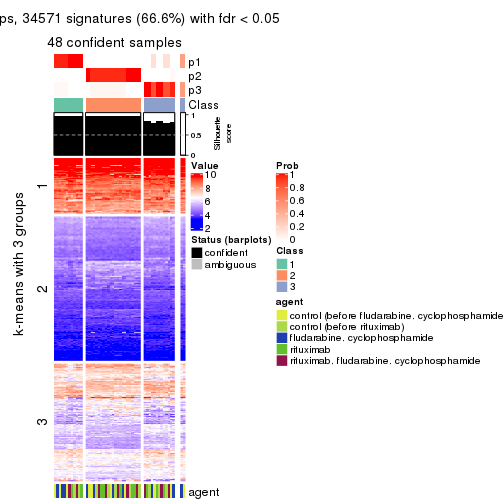 ps, 34571 signatures (66.6%) with fdr < 0.05
48 confident samples
p1
p2
p3
Class
1
0.5
0
Silhouette
score
k-means with 3 groups
1
2
3
Value
10
8
6
4
2
Status (barplots)
confident
ambiguous
Prob
1
0.8
0.6
0.4
0.2
0
Class
1
2
3
agent
control (before fludarabine. cyclophosphamide
control (before rituximab)
fludarabine. cyclophosphamide
rituximab
rituximab. fludarabine. cyclophosphamide
agent